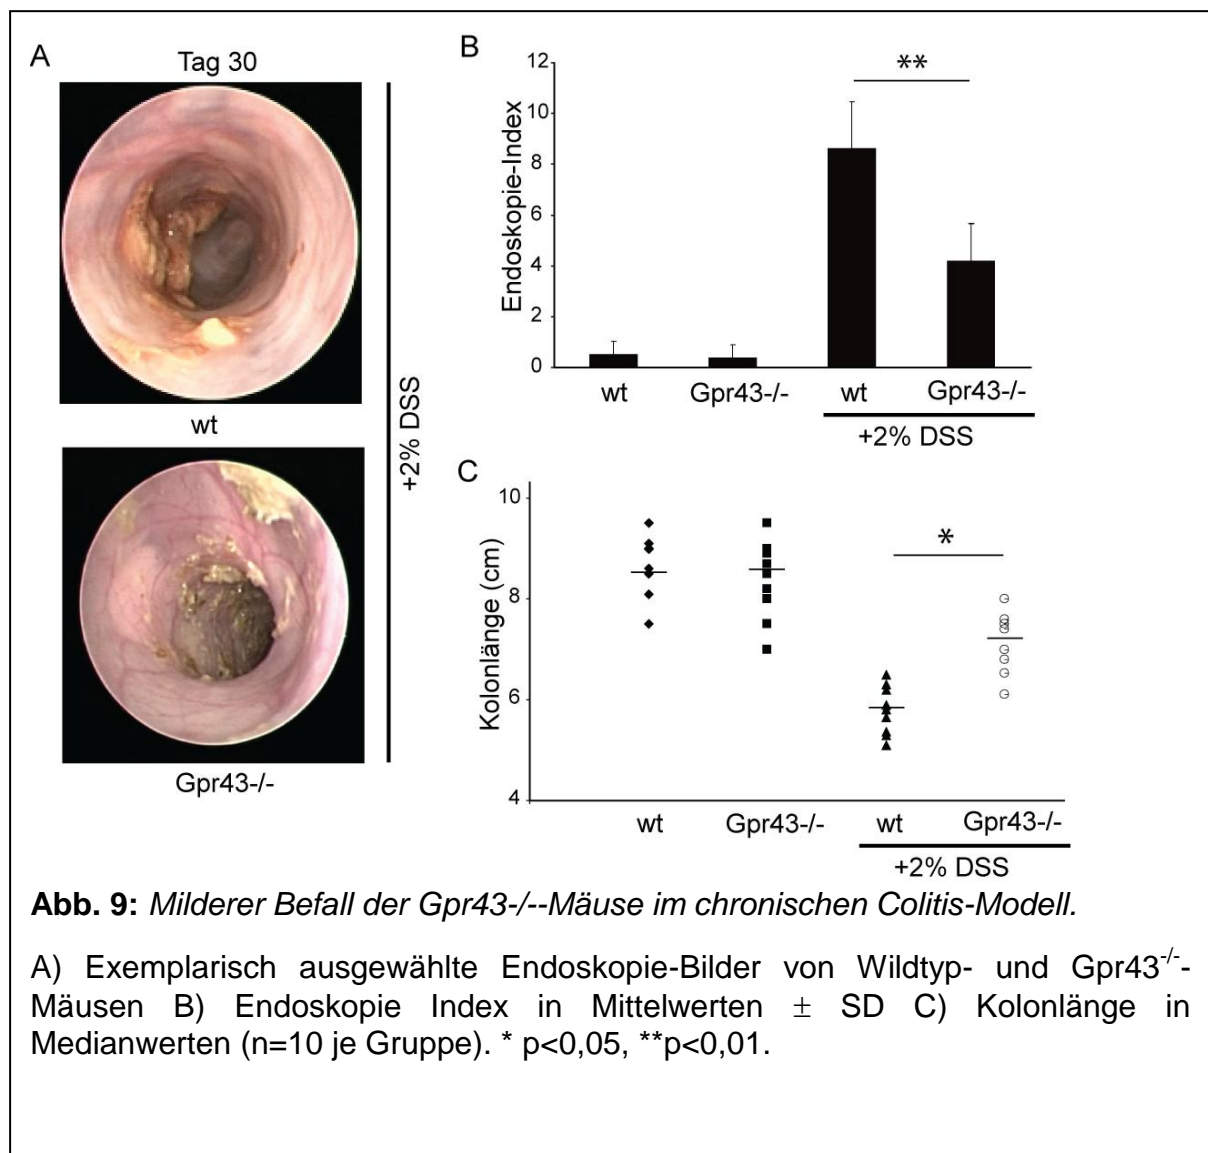 A
Tag 30
wt
Gpr43-/-
+2% DSS
B
Endoskopie-Index
12
10
8
6
4
2
0
**
wt
Gpr43-/-
wt
Gpr43-/-
+2% DSS
C
Kolonlänge (cm)
10
8
6
4
*
wt
Gpr43-/-
wt
Gpr43-/-
+2% DSS
Abb. 9: Milderer Befall der Gpr43-/--Mäuse im chronischen Colitis-Modell.
A) Exemplarisch ausgewählte Endoskopie-Bilder von Wildtyp- und Gpr43-/--
Mäusen B) Endoskopie Index in Mittelwerten ± SD C) Kolonlänge in
Medianwerten (n=10 je Gruppe). * p<0,05, **p<0,01.